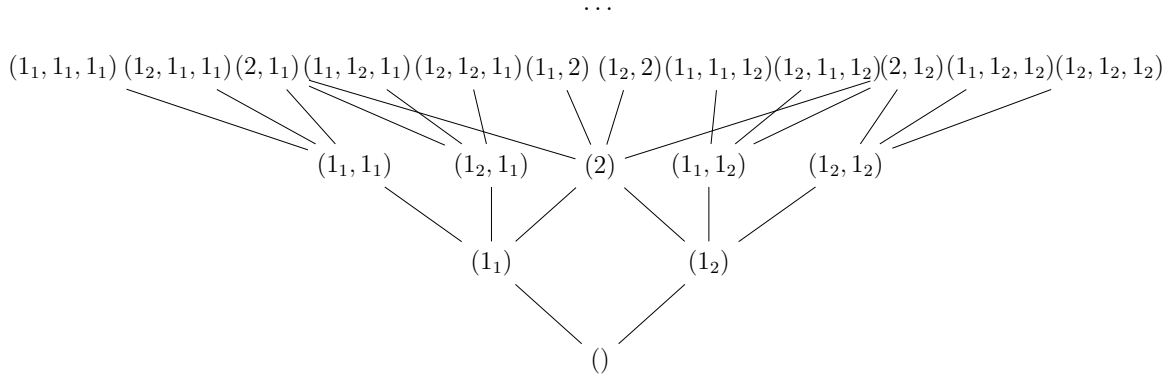 ...
(1₁, 1₁, 1₁) (1₂, 1₁, 1₁) (2, 1₁) (1₁, 1₂, 1₁) (1₂, 1₂, 1₁) (1₁, 2) (1₂, 2) (1₁, 1₁, 1₂) (1₂, 1₁, 1₂) (2, 1₂) (1₁, 1₂, 1₂) (1₂, 1₂, 1₂)
(1₁, 1₁) (1₂, 1₁) (2) (1₁, 1₂) (1₂, 1₂)
(1₁) (1₂)
()